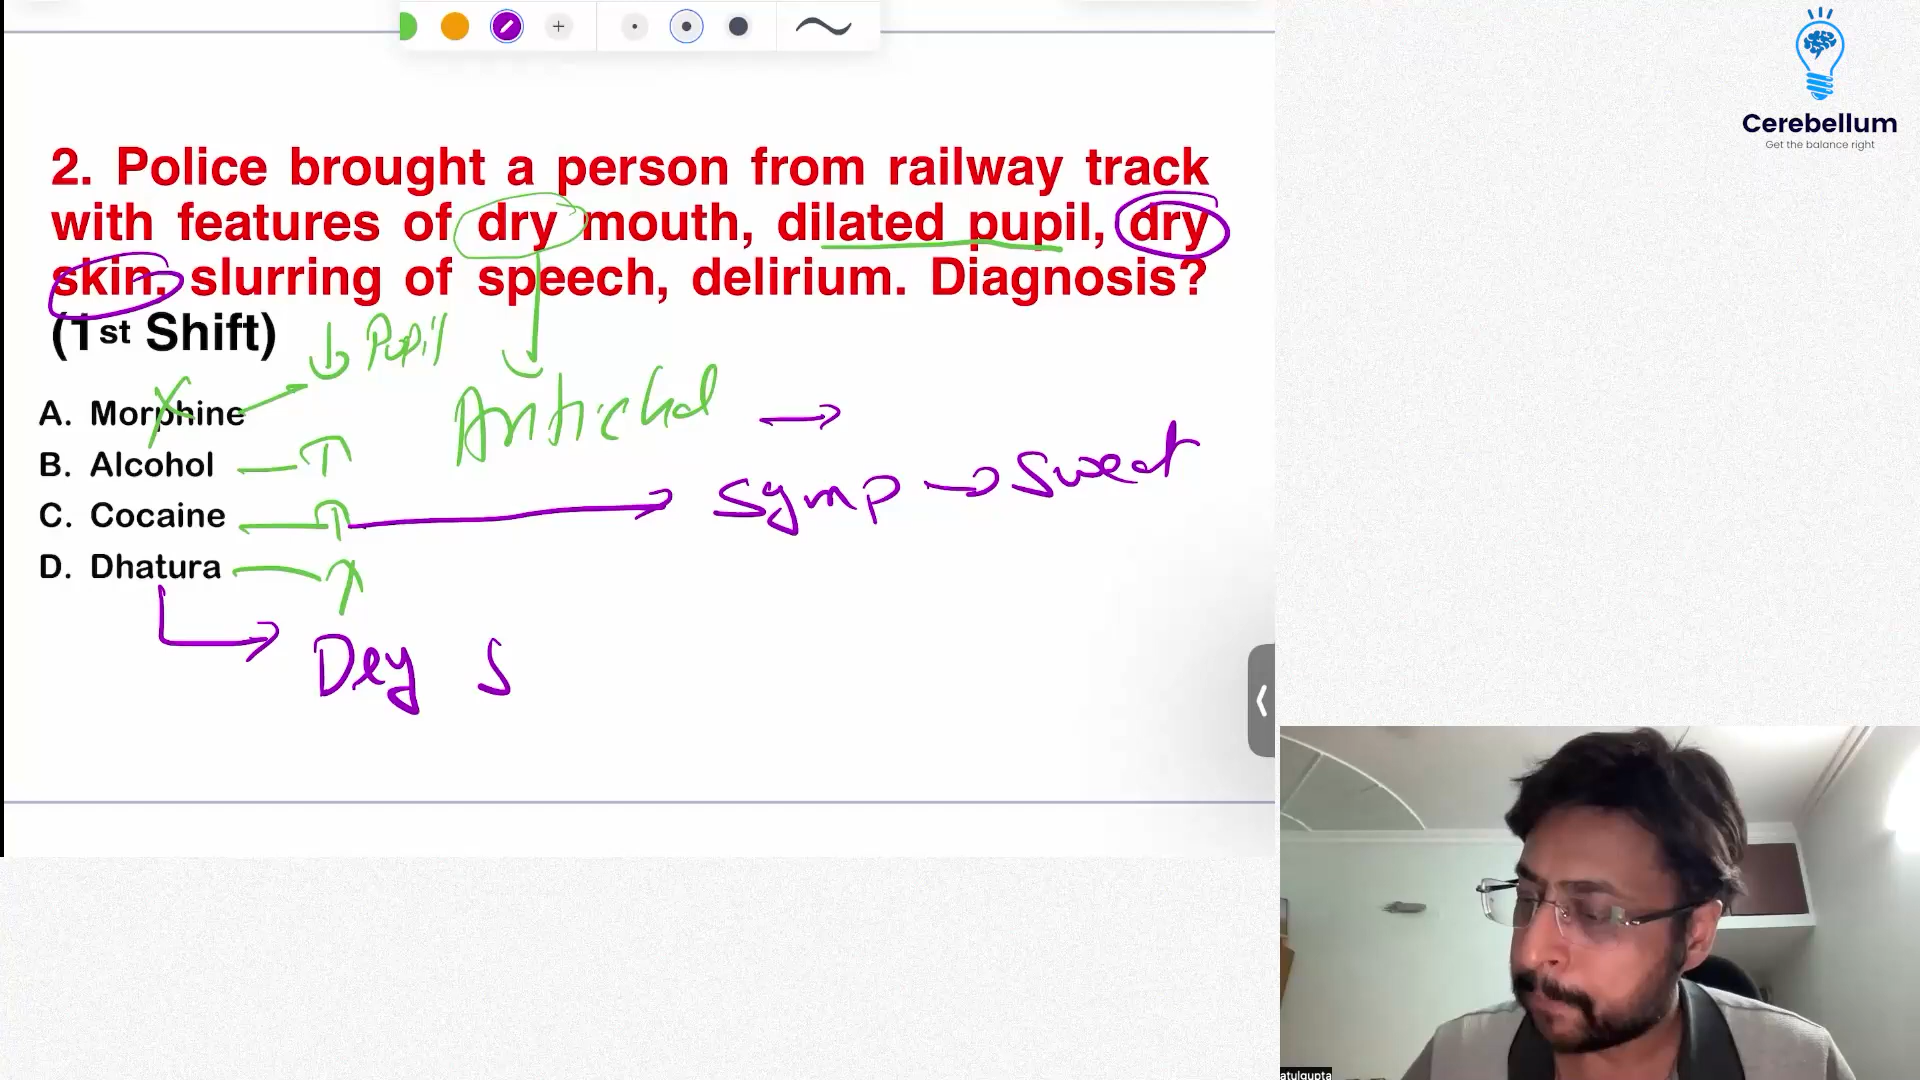 Cerebellum
Get the balance right
2. Police brought a person from railway track
with features of dry mouth, dilated pupil, dry
skin, slurring of speech, delirium. Diagnosis?
(1st Shift)
↓ Pupil
A. Morphine
Antichol →
B. Alcohol ↑
Symp → Sweat
C. Cocaine ↑
D. Dhatura ↑
Dry S
atulgupta